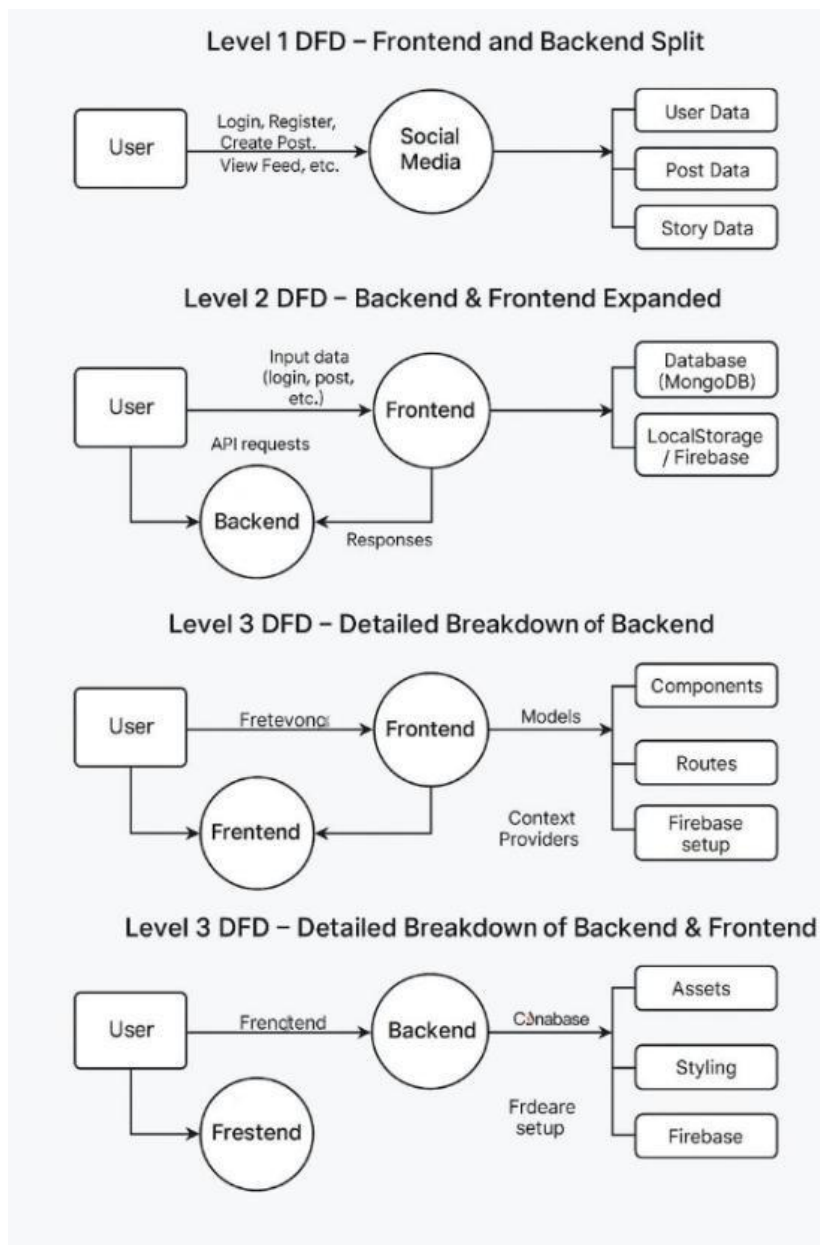 Level 1 DFD – Frontend and Backend Split
User
Login, Register,
Create Post.
View Feed, etc.
Social
Media
User Data
Post Data
Story Data
Level 2 DFD – Backend & Frontend Expanded
User
Input data
(login, post,
etc.)
Frontend
Database
(MongoDB)
LocalStorage
/ Firebase
API requests
Backend
Responses
Level 3 DFD – Detailed Breakdown of Backend
User
Frontend
Models
Components
Routes
Firebase
setup
Frentend
Context
Providers
Level 3 DFD – Detailed Breakdown of Backend & Frontend
User
Backend
Assets
Styling
Firebase
Frestend
Frdeare
setup